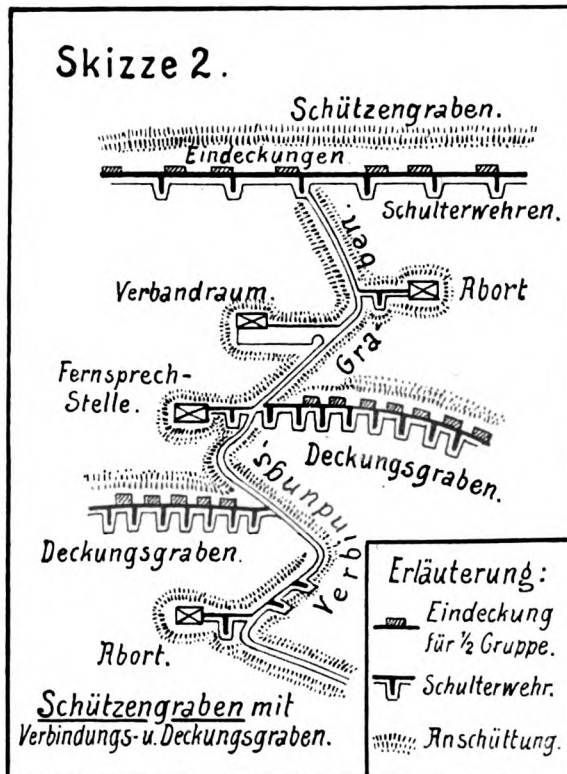 Skizze 2.
Schützengraben.
Eindeckungen
Schulterwehren.
Verbandraum.
Abort
Fernsprech-
Stelle.
Deckungsgraben.
Verbindungs-Graben.
Deckungsgraben.
Abort.
Schützengraben mit
Verbindungs- u. Deckungsgraben.
Erläuterung:
Eindeckung
für ½ Gruppe.
Schulterwehr.
Anschüttung.